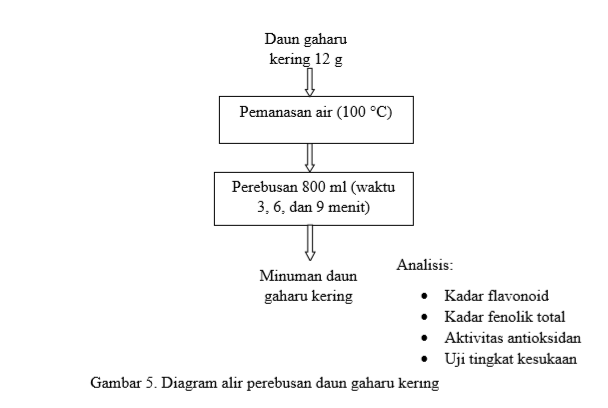 Daun gaharu
kering 12 g
Pemanasan air (100 °C)
Perebusan 800 ml (waktu
3, 6, dan 9 menit)
Minuman daun
gaharu kering
Analisis:
• Kadar flavonoid
• Kadar fenolik total
• Aktivitas antioksidan
• Uji tingkat kesukaan
Gambar 5. Diagram alir perebusan daun gaharu kering